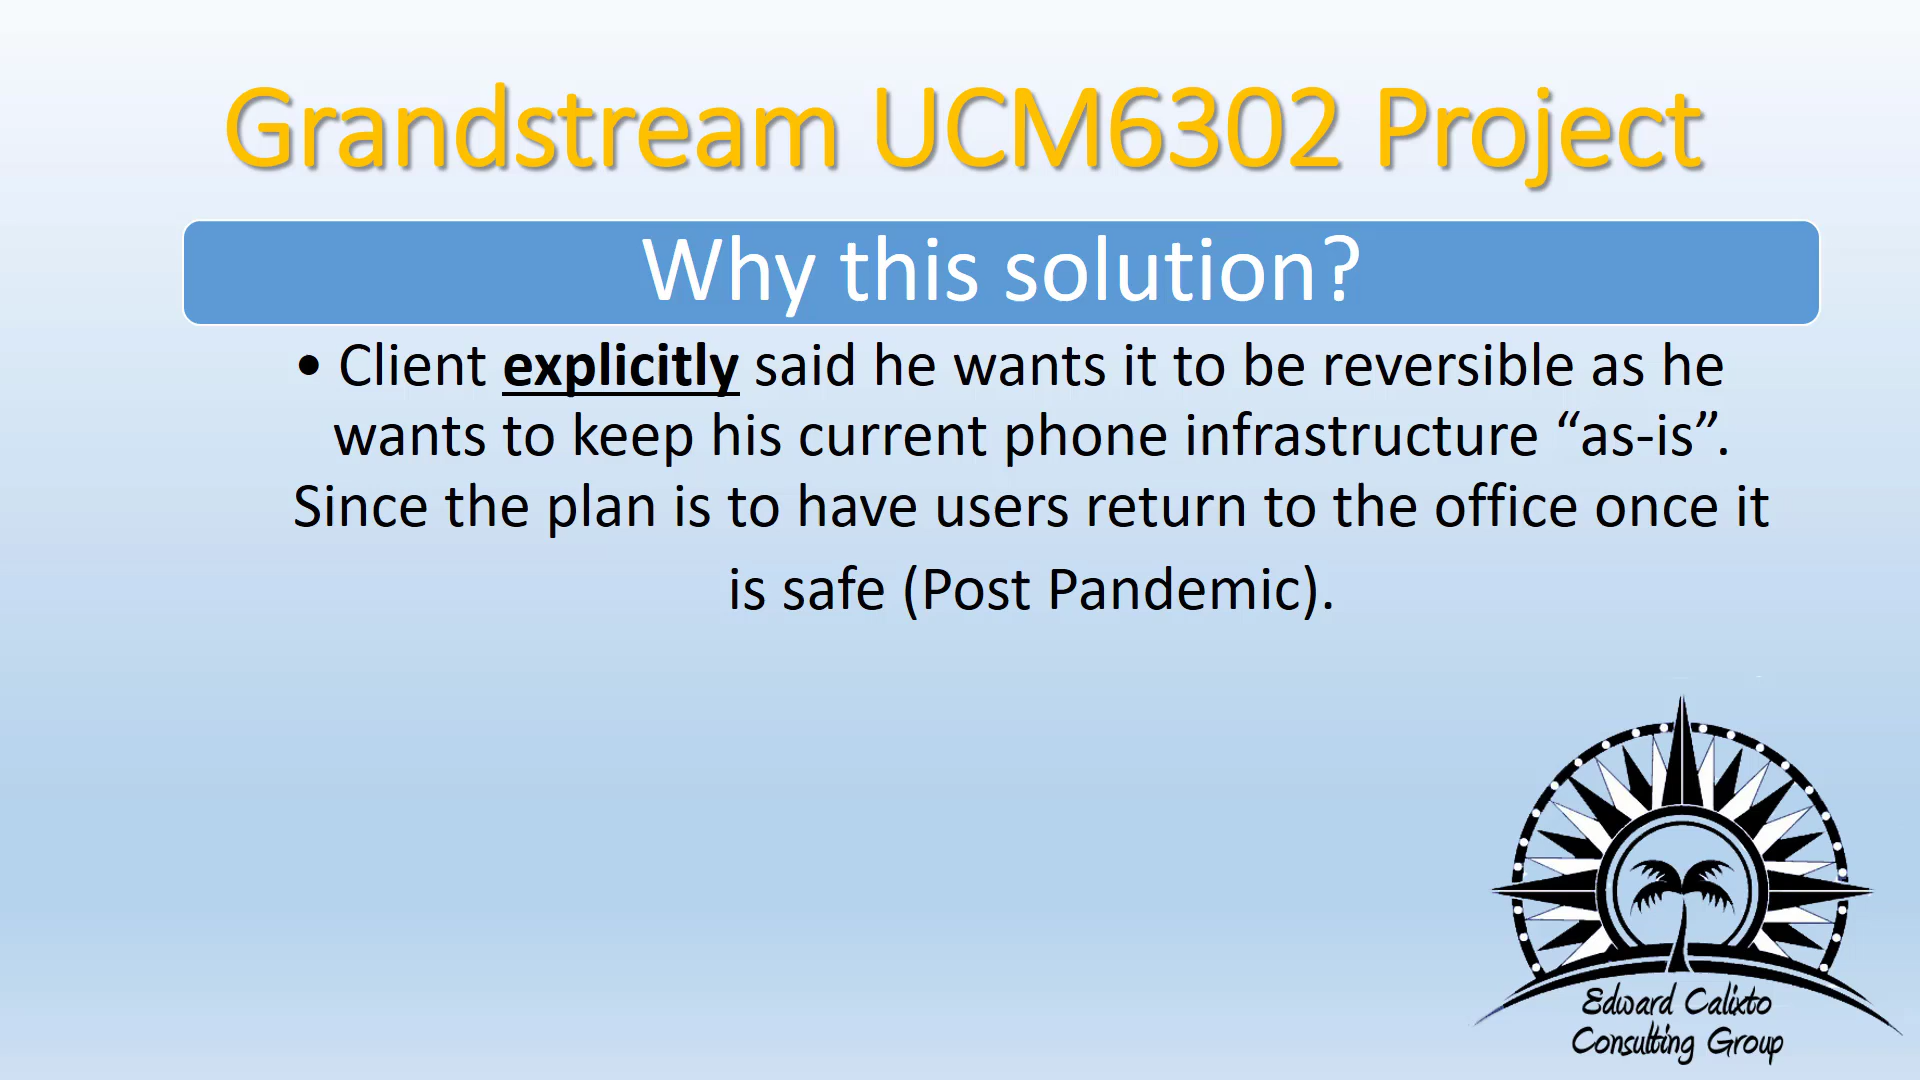 Grandstream UCM6302 Project
Why this solution?
• Client explicitly said he wants it to be reversible as he
wants to keep his current phone infrastructure “as-is”.
Since the plan is to have users return to the office once it
is safe (Post Pandemic).
Edward Calixto
Consulting Group